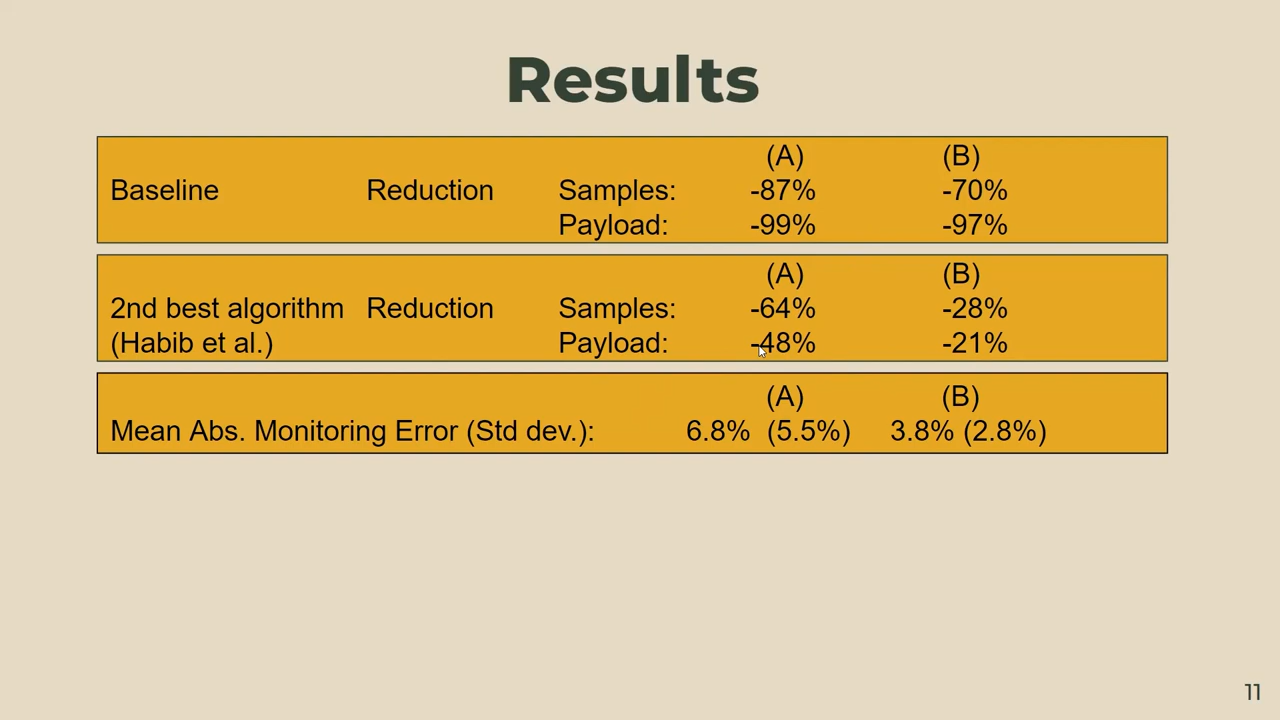 Results
(A) (B)
Baseline Reduction Samples: -87% -70%
Payload: -99% -97%
(A) (B)
2nd best algorithm Reduction Samples: -64% -28%
(Habib et al.) Payload: -48% -21%
(A) (B)
Mean Abs. Monitoring Error (Std dev.): 6.8% (5.5%) 3.8% (2.8%)
11